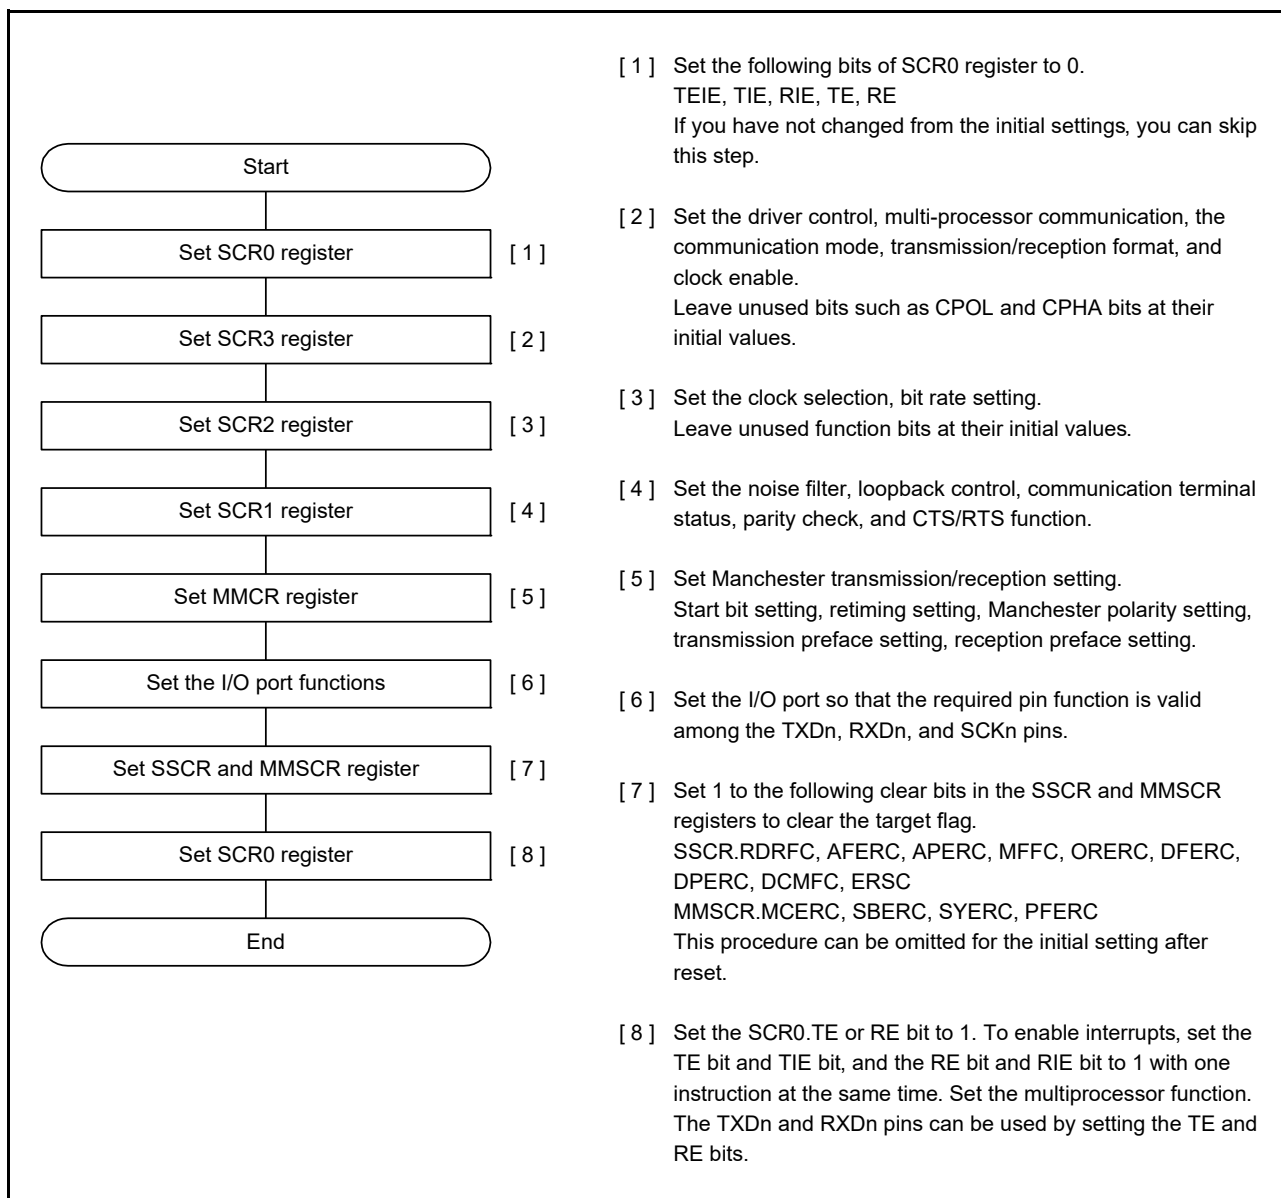 Start
Set SCR0 register
[ 1 ]
Set SCR3 register
[ 2 ]
Set SCR2 register
[ 3 ]
Set SCR1 register
[ 4 ]
Set MMCR register
[ 5 ]
Set the I/O port functions
[ 6 ]
Set SSCR and MMSCR register
[ 7 ]
Set SCR0 register
[ 8 ]
End
[ 1 ] Set the following bits of SCR0 register to 0.
TEIE, TIE, RIE, TE, RE
If you have not changed from the initial settings, you can skip
this step.
[ 2 ] Set the driver control, multi-processor communication, the
communication mode, transmission/reception format, and
clock enable.
Leave unused bits such as CPOL and CPHA bits at their
initial values.
[ 3 ] Set the clock selection, bit rate setting.
Leave unused function bits at their initial values.
[ 4 ] Set the noise filter, loopback control, communication terminal
status, parity check, and CTS/RTS function.
[ 5 ] Set Manchester transmission/reception setting.
Start bit setting, retiming setting, Manchester polarity setting,
transmission preface setting, reception preface setting.
[ 6 ] Set the I/O port so that the required pin function is valid
among the TXDn, RXDn, and SCKn pins.
[ 7 ] Set 1 to the following clear bits in the SSCR and MMSCR
registers to clear the target flag.
SSCR.RDRFC, AFERC, APERC, MFFC, ORERC, DFERC,
DPERC, DCMFC, ERSC
MMSCR.MCERC, SBERC, SYERC, PFERC
This procedure can be omitted for the initial setting after
reset.
[ 8 ] Set the SCR0.TE or RE bit to 1. To enable interrupts, set the
TE bit and TIE bit, and the RE bit and RIE bit to 1 with one
instruction at the same time. Set the multiprocessor function.
The TXDn and RXDn pins can be used by setting the TE and
RE bits.